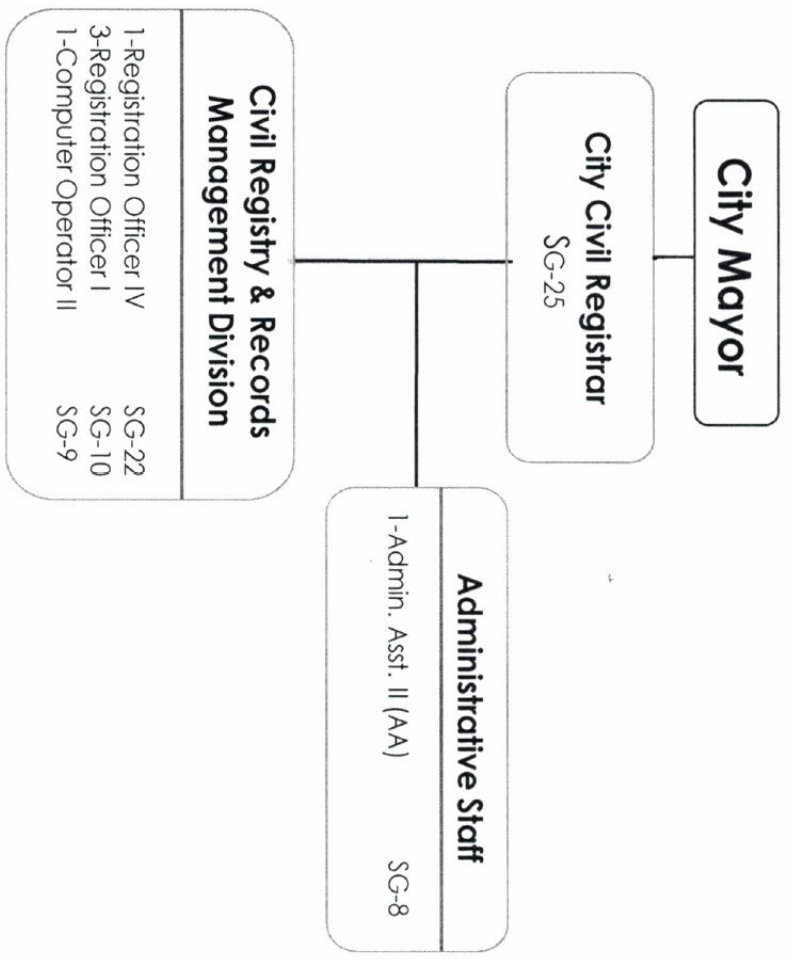 City Mayor
City Civil Registrar
SG-25
Administrative Staff
1-Admin. Asst. II (AA) SG-8
Civil Registry & Records
Management Division
1-Registration Officer IV SG-22
3-Registration Officer I SG-10
1-Computer Operator II SG-9